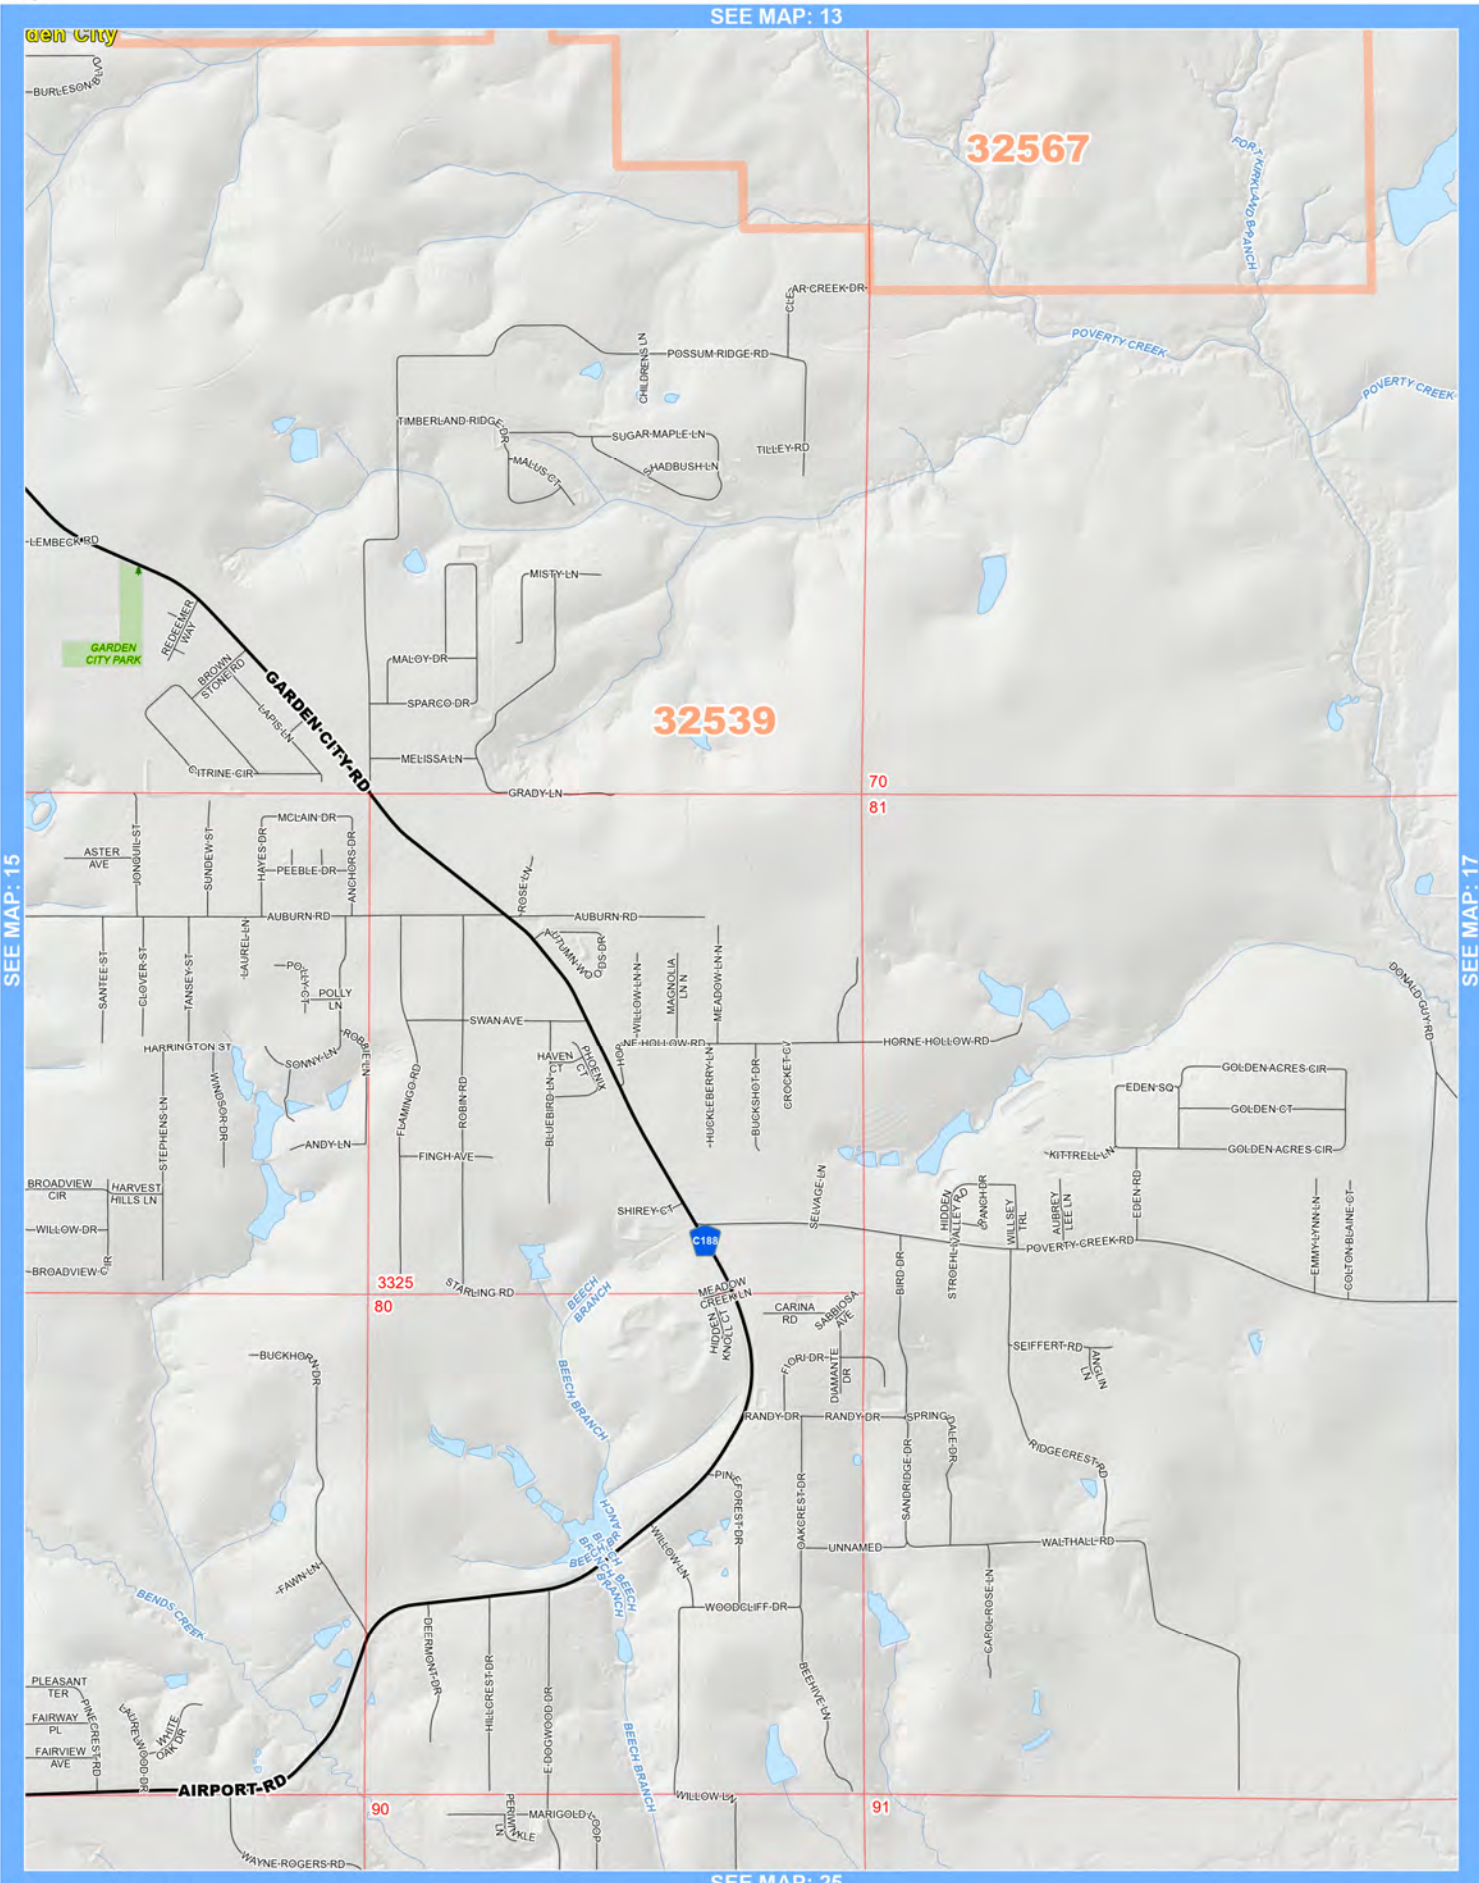 SEE MAP: 13
den City
BURLESON BLVD
32567
FORT KIRKLAND BRANCH
CLEAR CREEK DR
POVERTY CREEK
CHILDRENS LN
POSSUM RIDGE RD
POVERTY CREEK
TIMBERLAND RIDGE DR
SUGAR MAPLE LN
TILLEY RD
MALUS CT
SHADBUSH LN
LEMBECK RD
MISTY LN
REDEEMER
WAY
GARDEN
CITY PARK
BROWN
STONE RD
MALOY DR
GARDEN CITY RD
SPARCO DR
32539
LAPIS LN
MELISSA LN
CITRINE CIR
70
GRADY LN
81
MCLAIN DR
JONQUIL ST
SUNDEW ST
HAYES DR
ANCHORS DR
ASTER
AVE
PEEBLE DR
ROSE LN
SEE MAP: 15
SEE MAP: 17
AUBURN RD
AUBURN RD
LAUREL LN
AUTUMN WOODS DR
SANTEE ST
CLOVER ST
TANSEY ST
POLLY CT
POLLY
LN
WILLOW LN N
MAGNOLIA
LN N
MEADOW LN N
DONALD GUY RD
SWAN AVE
HARRINGTON ST
ROBBIE LN
SONNY LN
HORNE HOLLOW RD
HORNE HOLLOW RD
HAVEN
CT
PHOENIX
CT
WINDSOR DR
FLAMINGO RD
ROBIN RD
BLUEBIRD LN
HUCKLEBERRY LN
BUCKSHOT DR
CROCKET CV
GOLDEN ACRES CIR
EDEN SQ
GOLDEN CT
STEPHENS LN
ANDY LN
FINCH AVE
KITTRELL LN
GOLDEN ACRES CIR
BROADVIEW
CIR
HARVEST
HILLS LN
SELVAGE LN
HIDDEN
VALLEY RD
RANCH DR
WILLSEY
TRL
AUBREY
LEE LN
EDEN RD
EMMY LYNN LN
COLTON BLAINE CT
SHIREY CT
WILLOW DR
C188
STROEHL
POVERTY CREEK RD
BROADVIEW CIR
BIRD DR
3325
80
STARLING RD
BEECH
BRANCH
MEADOW
CREEK LN
HIDDEN
KNOLL CT
CARINA
RD
SABBIOSA
AVE
BUCKHORN DR
FIORI DR
DIAMANTE
DR
SEIFFERT RD
ANGLIN
LN
BEECH BRANCH
RANDY DR
RANDY DR
SPRING DALE DR
SANDRIDGE DR
RIDGECREST RD
PINEFOREST DR
OAKCREST DR
WILLOW LN
UNNAMED
WALTHALL RD
BEECH
BRANCH
FAWN LN
BENDS CREEK
WOODCLIFF DR
CAROL ROSE LN
DEERMONT DR
HILLCREST DR
E DOGWOOD DR
BEEHIVE LN
PLEASANT
TER
FAIRWAY
PL
FAIRVIEW
AVE
PINECREST RD
LAURELWOOD DR
WHITE
OAK DR
BEECH BRANCH
AIRPORT RD
WILLOW LN
90
91
PERIWINKLE
LN
MARIGOLD LOOP
WAYNE ROGERS RD
SEE MAP: 25